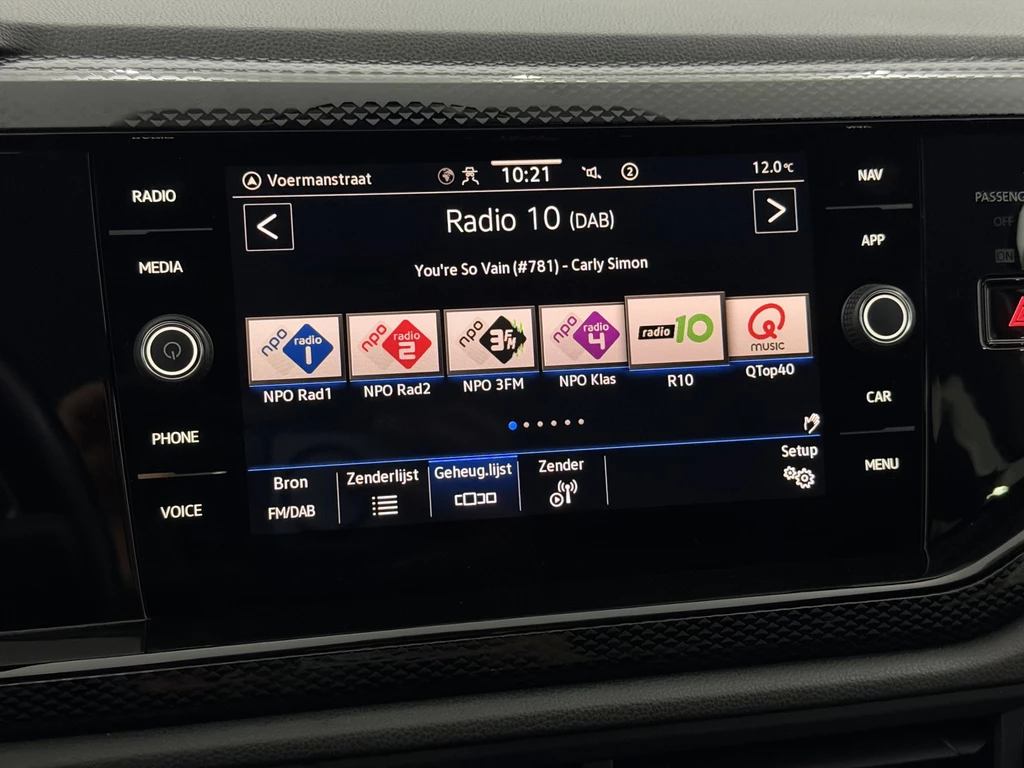 RADIO
MEDIA
PHONE
VOICE
Voermanstraat
10:21
2
12.0°C
<
Radio 10 (DAB)
>
You're So Vain (#781) - Carly Simon
npo radio 1
npo radio 2
npo 3FM
npo radio 4
radio 10
Q MUSIC
NPO Rad1
NPO Rad2
NPO 3FM
NPO Klas
R10
QTop40
Bron
FM/DAB
Zenderlijst
Geheug.lijst
Zender
Setup
NAV
APP
CAR
MENU
PASSENG
OFF
ON